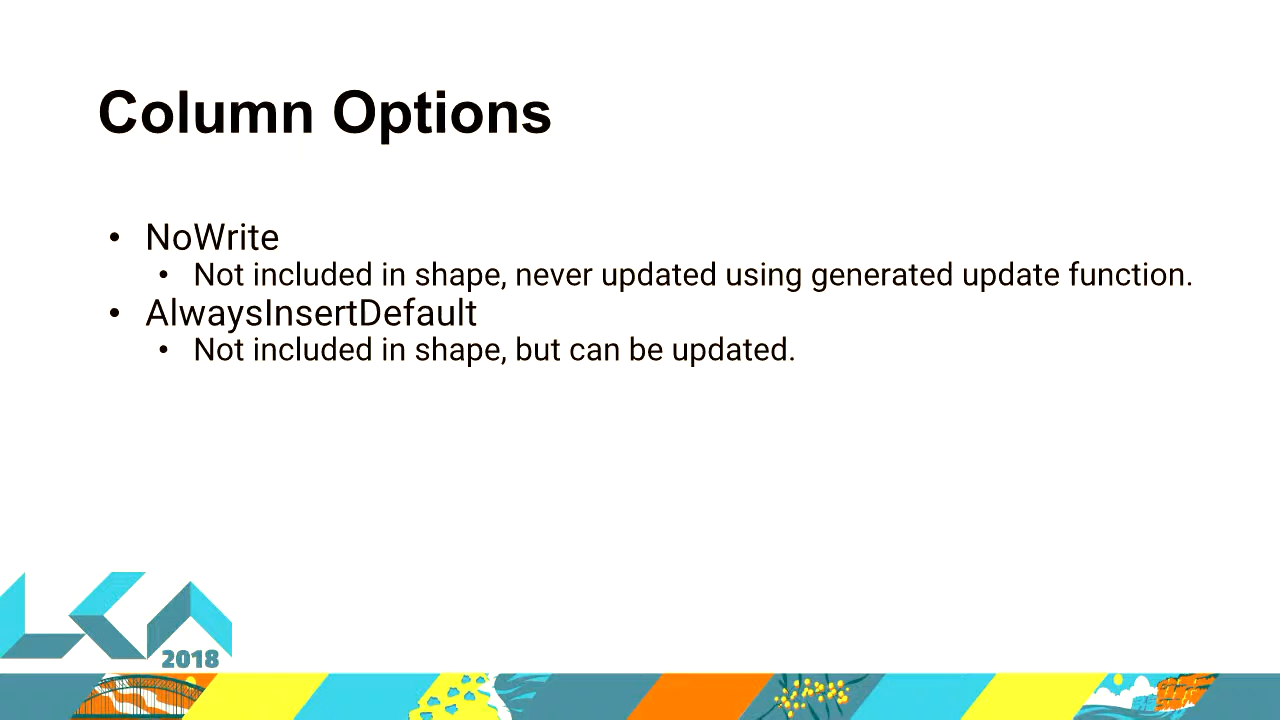 Column Options
• NoWrite
• Not included in shape, never updated using generated update function.
• AlwaysInsertDefault
• Not included in shape, but can be updated.
LCA
2018